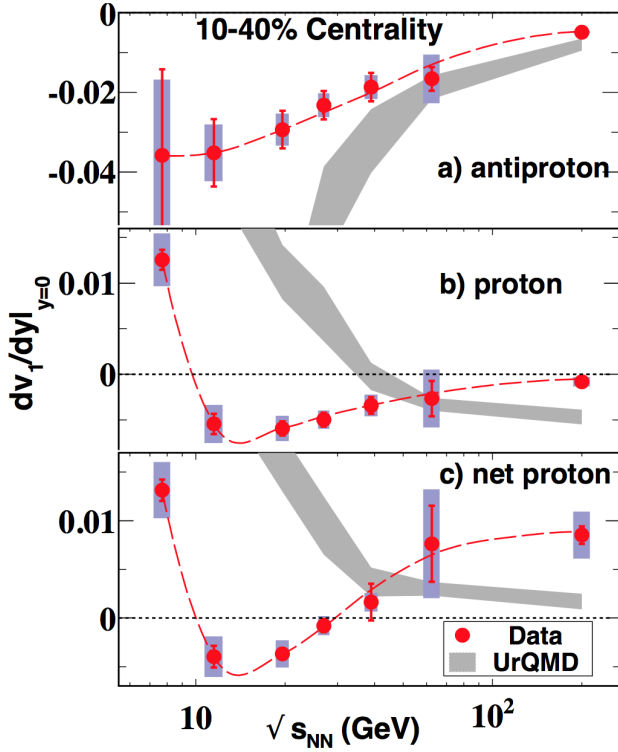 10-40% Centrality
0
-0.02
-0.04
a) antiproton
0.01
0
b) proton
dv₁/dy|y=0
c) net proton
0.01
0
Data
UrQMD
10
10²
√ sNN (GeV)